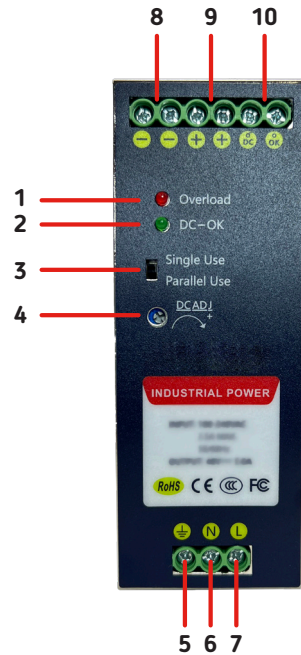 8 9 10
− − + + DC OK
1 Overload
2 DC−OK
3 Single Use
Parallel Use
4 DC ADJ
+
INDUSTRIAL POWER
RoHS CE CCC FC
N L
5 6 7